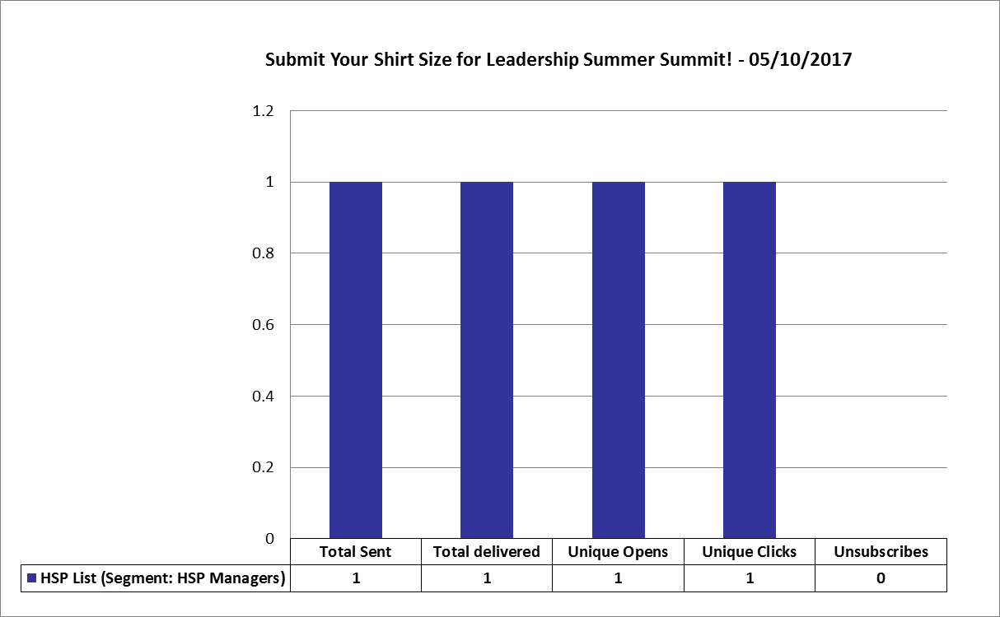 Submit Your Shirt Size for Leadership Summer Summit! - 05/10/2017
1.2
1
0.8
0.6
0.4
0.2
0
Total Sent Total delivered Unique Opens Unique Clicks Unsubscribes
HSP List (Segment: HSP Managers) 1 1 1 1 0